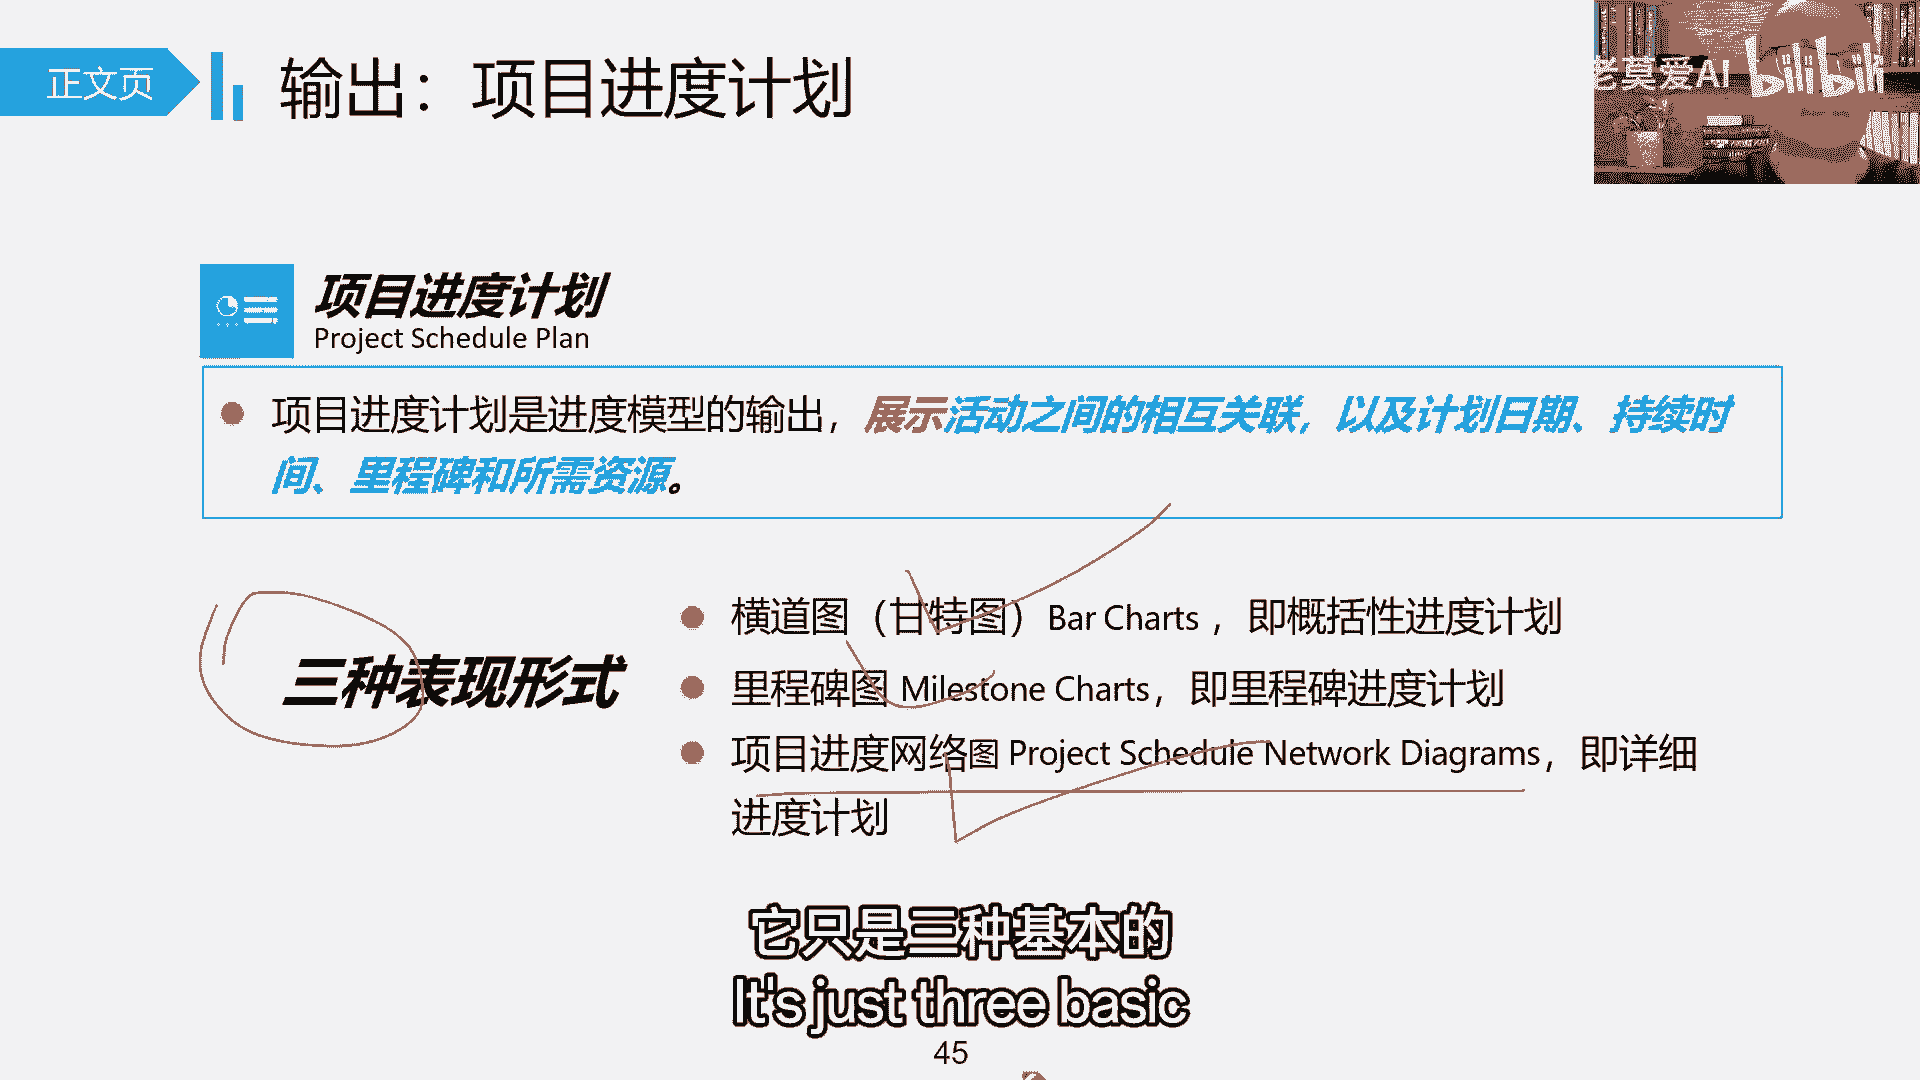 正文页
输出：项目进度计划
老莫爱AI bilibili
项目进度计划
Project Schedule Plan
项目进度计划是进度模型的输出，展示活动之间的相互关联，以及计划日期、持续时
间、里程碑和所需资源。
三种表现形式
横道图（甘特图）Bar Charts ，即概括性进度计划
里程碑图 Milestone Charts，即里程碑进度计划
项目进度网络图 Project Schedule Network Diagrams，即详细
进度计划
它只是三种基本的
It's just three basic
45